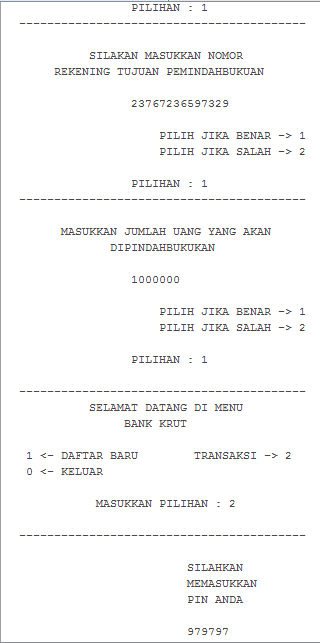 PILIHAN : 1
-----------------------------------------
SILAKAN MASUKKAN NOMOR
REKENING TUJUAN PEMINDAHBUKUAN
23767236597329
PILIH JIKA BENAR -> 1
PILIH JIKA SALAH -> 2
PILIHAN : 1
-----------------------------------------
MASUKKAN JUMLAH UANG YANG AKAN
DIPINDAHBUKUKAN
1000000
PILIH JIKA BENAR -> 1
PILIH JIKA SALAH -> 2
PILIHAN : 1
-----------------------------------------
SELAMAT DATANG DI MENU
BANK KRUT
1 <- DAFTAR BARU TRANSAKSI -> 2
0 <- KELUAR
MASUKKAN PILIHAN : 2
-----------------------------------------
SILAHKAN
MEMASUKKAN
PIN ANDA
979797